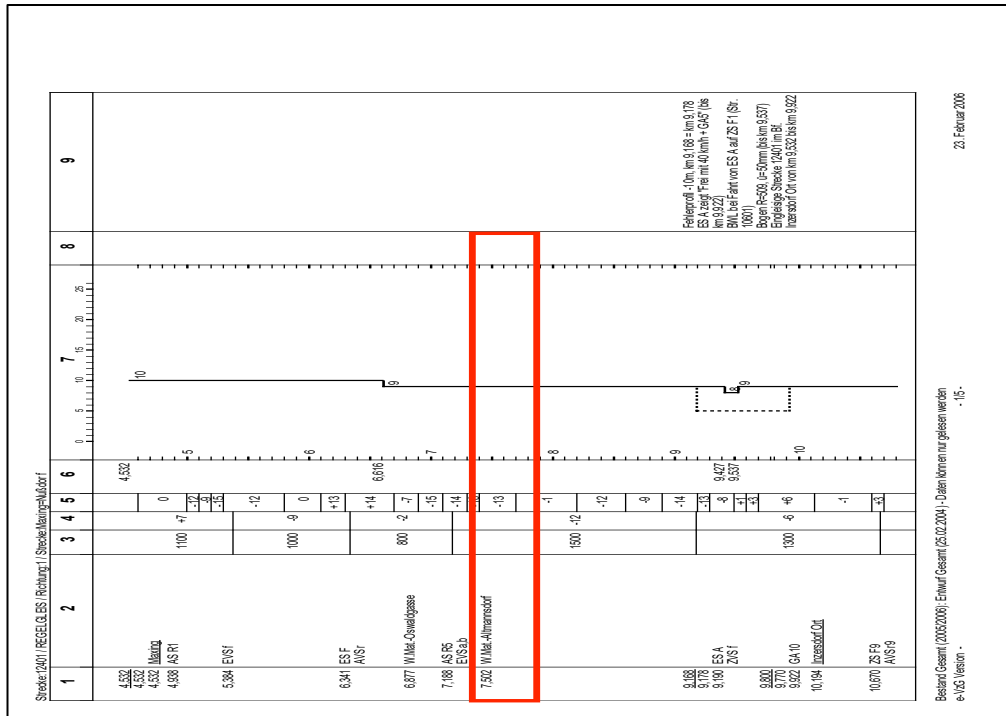 Strecke:12401 / REGELGLEIS / Richtung:1 / Strecke:Maxing=Nußdorf
1 2 3 4 5 6 7 8 9
0 5 10 15 20 25
4,532
4,532
4,532 Maxing
4,938 AS R1
5,384 EVS f
6,341 ES F
AVS r
6,877 W.Mat.-Oswaldgasse
7,188 AS R5
EVS a,b
7,502 W.Mat.-Altmannsdorf
9,168
9,178
9,190 ES A
ZVS f
9,800
9,770
9,922 GA 10
10,194 Inzersdorf Ort
10,670 ZS F9
AVS r9
1100
1000
800
1500
1300
+7
-9
-2
-12
-6
0
-12
-9
-15
-12
0
+13
+14
-7
-15
-14
-13
-1
-12
-9
-14
-13
-8
+1
+3
+6
-1
+3
4,532
6,616
9,427
9,537
5
6
7
8
9
10
10
9
8
9
Fehlerprofil -10m, km 9,168 = km 9,178
ES A zeigt "Frei mit 40 km/h + GA5" (bis
km 9,922)
BWL bei Fahrt von ES A auf ZS F1 (Str.
10601)
Bogen R=509, ü=50mm (bis km 9,537)
Eingleisige Strecke 12401 im Bf.
Inzersdorf Ort von km 9,532 bis km 9,922
Bestand Gesamt (2005/2006) : Entwurf Gesamt (25.02.2004) - Daten können nur gelesen werden
e-VzG Version -
- 1/5 -
23. Februar 2006